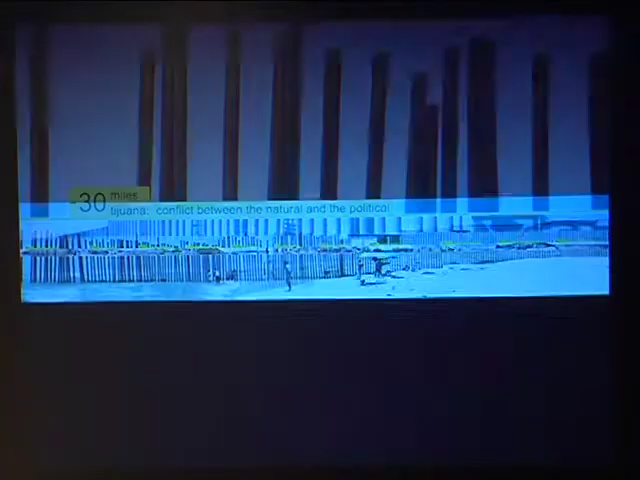 -30 miles
tijuana: conflict between the natural and the political